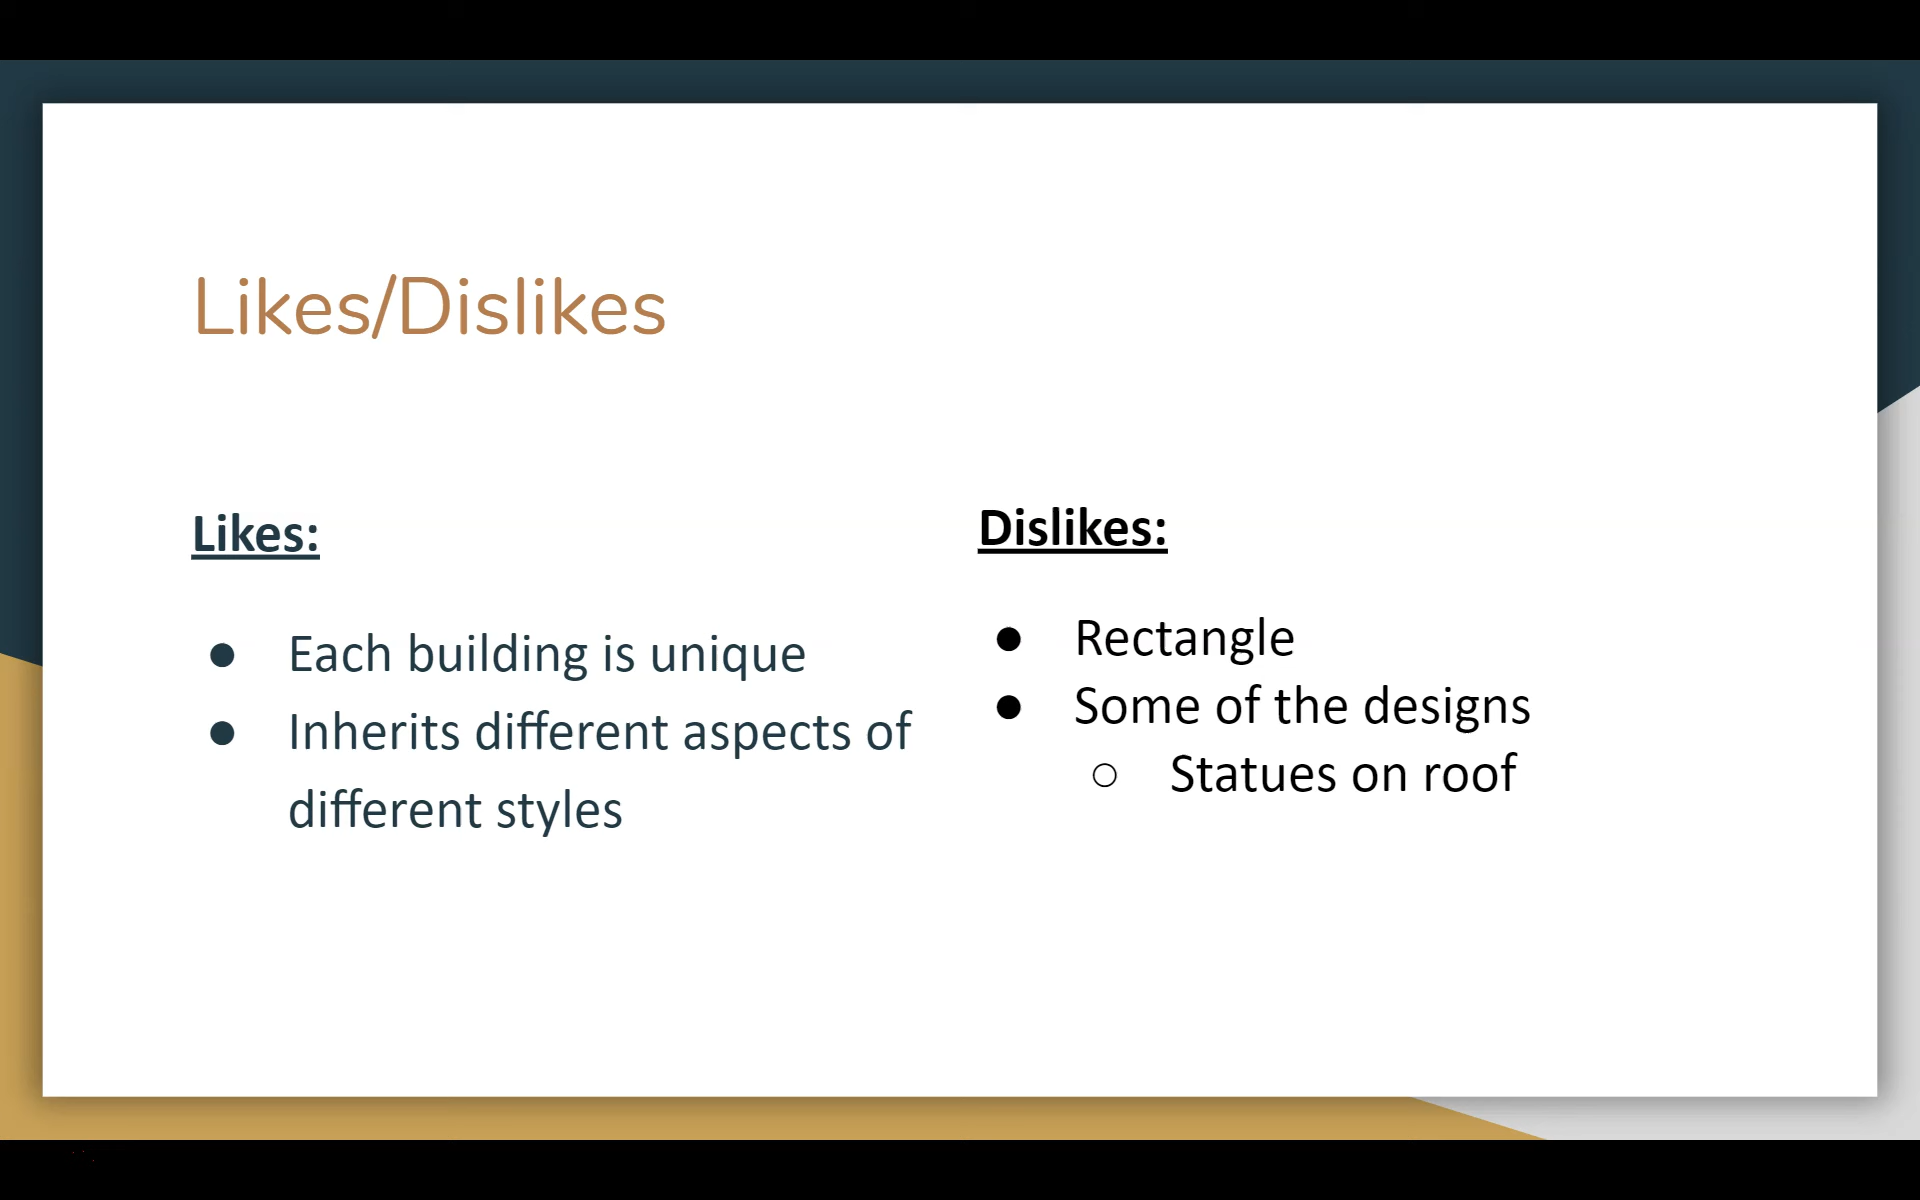 Likes/Dislikes
Likes:
● Each building is unique
● Inherits different aspects of
different styles
Dislikes:
● Rectangle
● Some of the designs
○ Statues on roof